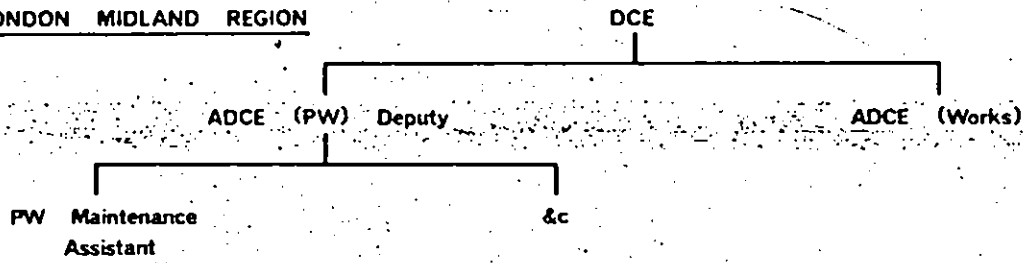 ONDON MIDLAND REGION
DCE
ADCE (PW) Deputy
ADCE (Works)
PW Maintenance
Assistant
&c